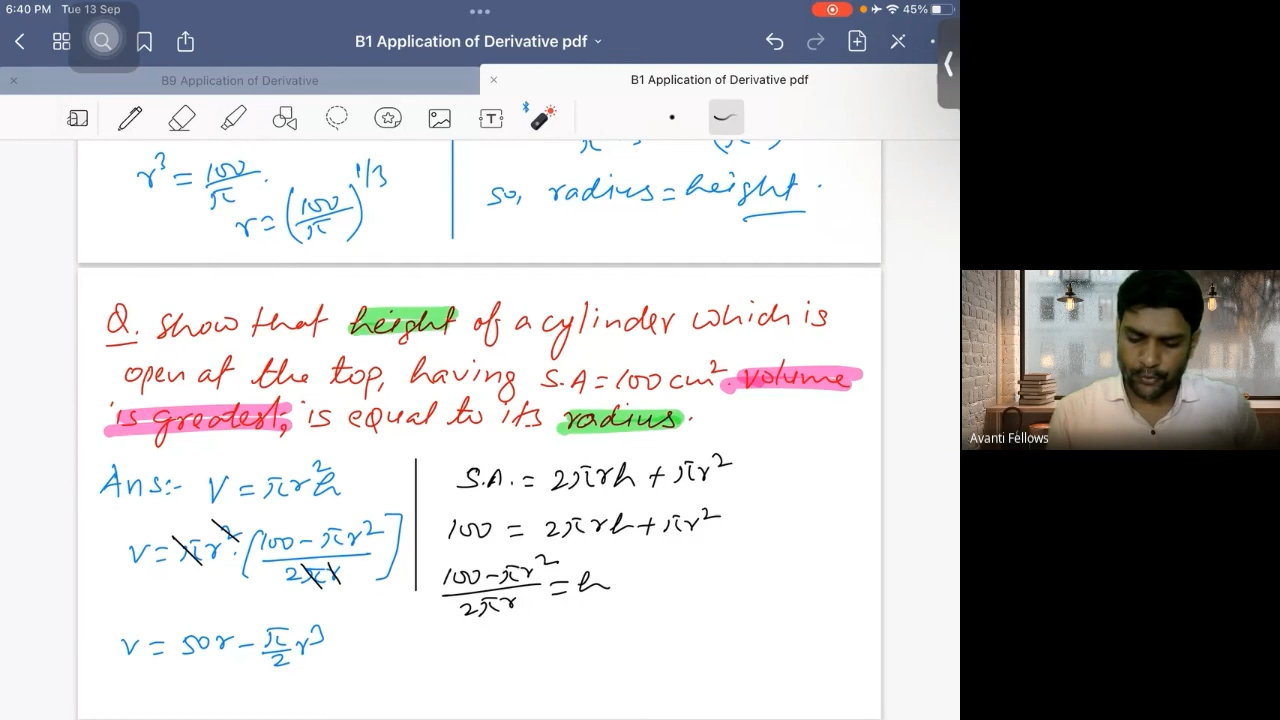 6:40 PM Tue 13 Sep
45%
B1 Application of Derivative pdf
B9 Application of Derivative
B1 Application of Derivative pdf
r³ = 100/π.
r = (100/π)^1/3
so, radius = height.
Q. Show that height of a cylinder which is
open at the top, having S.A = 100 cm². volume
is greatest; is equal to its radius.
Ans:- V = πr²h
V = πr².[100 - πr²/2πr]
V = 50r - π/2 r³
S.A. = 2πrh + πr²
100 = 2πrh + πr²
100 - πr²/2πr = h
Avanti Fellows